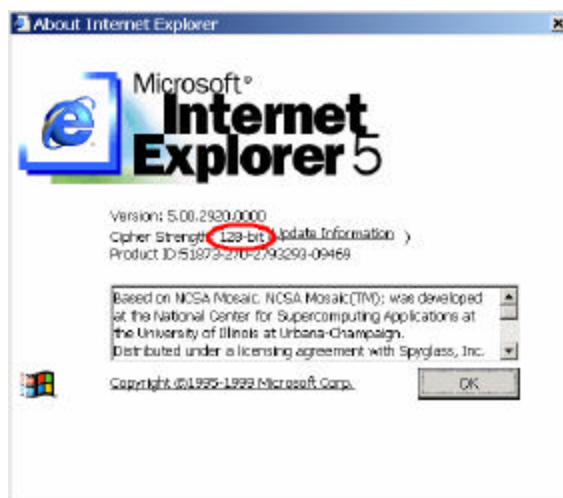 About Internet Explorer
Microsoft®
Internet
Explorer 5
Version: 5.00.2920.0000
Cipher Strength: 128-bit (Update Information )
Product ID:51873-270-2793293-09469
Based on NCSA Mosaic. NCSA Mosaic(TM); was developed
at the National Center for Supercomputing Applications at
the University of Illinois at Urbana-Champaign.
Distributed under a licensing agreement with Spyglass, Inc.
Copyright ©1995-1999 Microsoft Corp.
OK